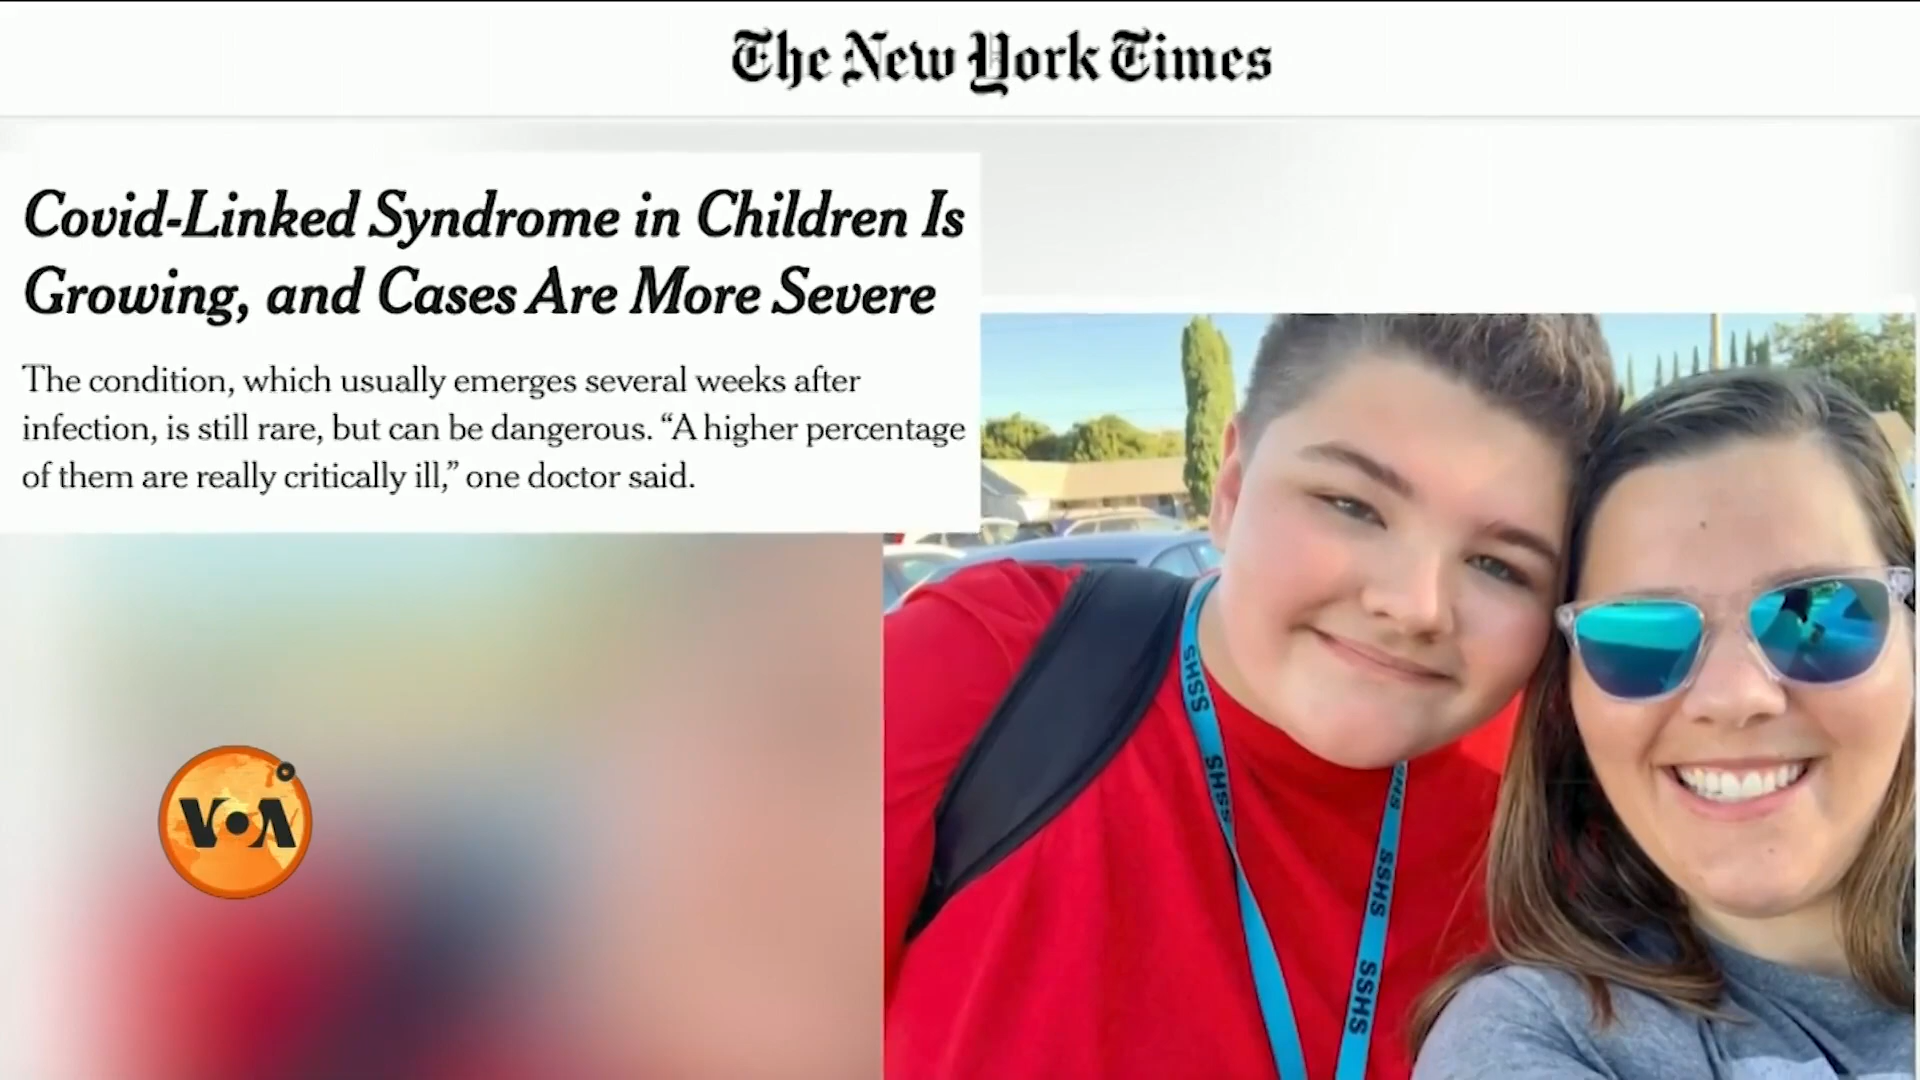 The New York Times
Covid-Linked Syndrome in Children Is
Growing, and Cases Are More Severe
The condition, which usually emerges several weeks after
infection, is still rare, but can be dangerous. “A higher percentage
of them are really critically ill,” one doctor said.
VOA
SSHS
SSHS
SSHS
SSHS
SSHS